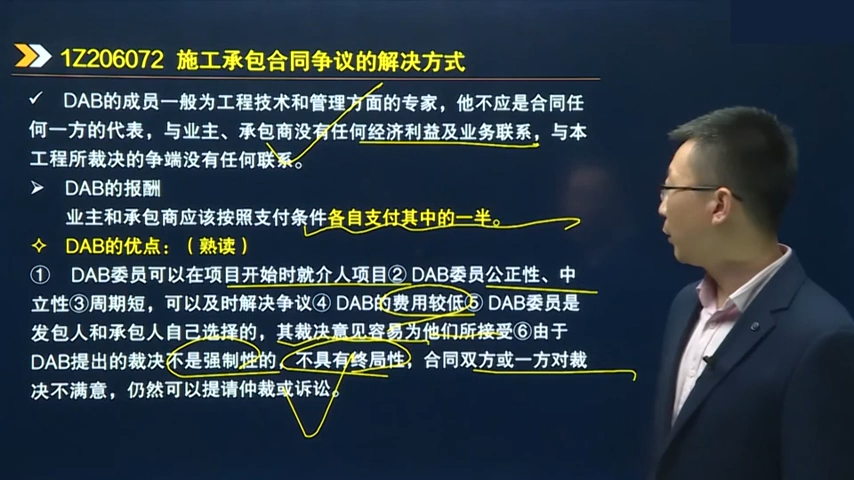 1Z206072 施工承包合同争议的解决方式
✓ DAB的成员一般为工程技术和管理方面的专家，他不应是合同任
何一方的代表，与业主、承包商没有任何经济利益及业务联系，与本
工程所裁决的争端没有任何联系。
➢ DAB的报酬
业主和承包商应该按照支付条件各自支付其中的一半。
✧ DAB的优点：（熟读）
① DAB委员可以在项目开始时就介人项目② DAB委员公正性、中
立性③周期短，可以及时解决争议④ DAB的费用较低⑤ DAB委员是
发包人和承包人自己选择的，其裁决意见容易为他们所接受⑥由于
DAB提出的裁决不是强制性的，不具有终局性，合同双方或一方对裁
决不满意，仍然可以提请仲裁或诉讼。